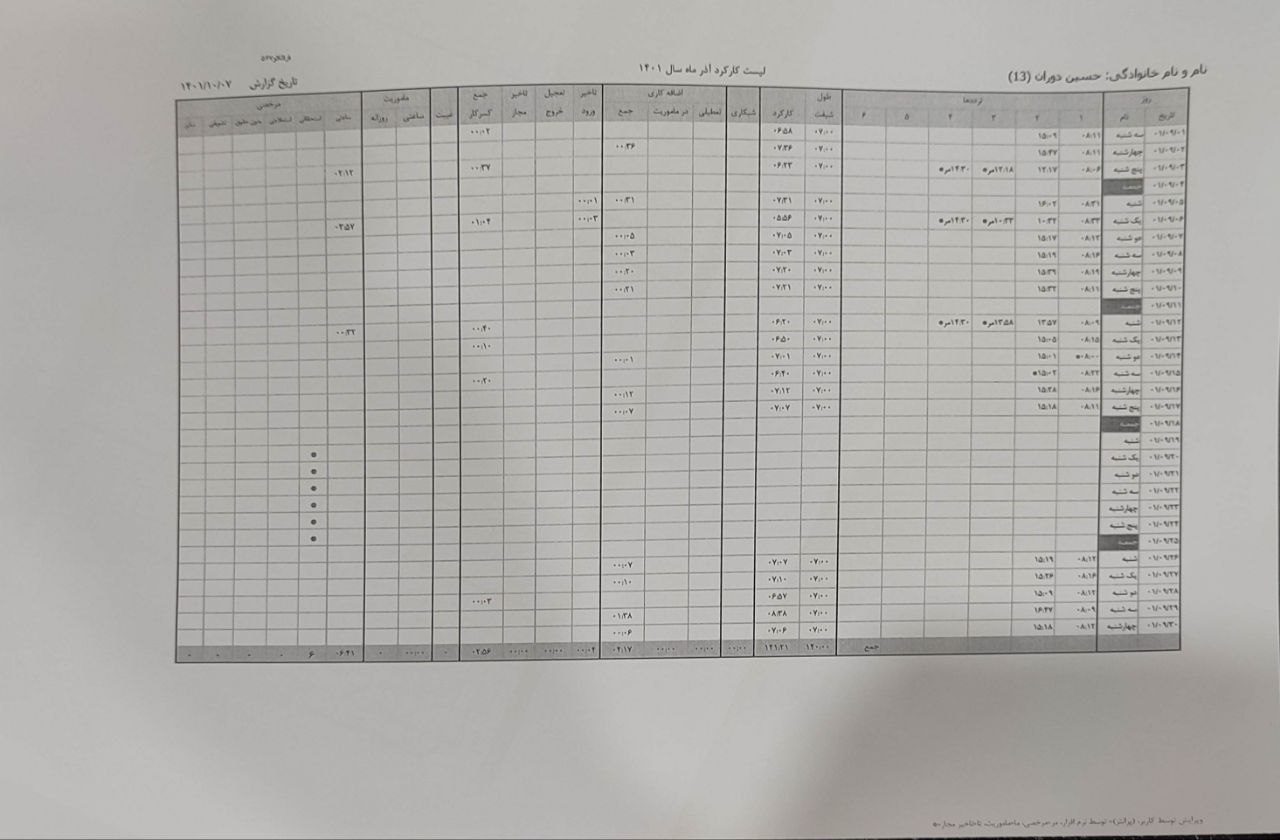 لیست کارکرد آذر ماه سال ۱۴۰۱
نام و نام خانوادگی: حسین دوران (13)
تاریخ گزارش ۱۴۰۱/۱۰/۰۷
روز ترددها طول شیفت کارکرد شبکاری اضافه کاری تاخیر ورود تعجیل خروج تاخیر مجاز جمع کسرکار غیبت ماموریت مرخصی
تاریخ نام ۱ ۲ ۳ ۴ ۵ ۶ تعطیلی در ماموریت جمع ساعتی روزانه ساعتی استحقاقی استعلاجی بدون حقوق تشویقی سایر
۰۱/۰۹/۰۱ سه شنبه ۰۸:۱۱ ۱۵:۰۹ ۰۷:۰۰ ۰۶:۵۸ ۰۰:۰۲
۰۱/۰۹/۰۲ چهارشنبه ۰۸:۱۱ ۱۵:۴۷ ۰۷:۰۰ ۰۷:۳۶ ۰۰:۳۶
۰۱/۰۹/۰۳ پنج شنبه ۰۸:۰۶ ۱۲:۱۷ ۱۲:۱۸مر* ۱۴:۳۰مر* ۰۷:۰۰ ۰۶:۲۳ ۰۰:۳۷ ۰۲:۱۲
۰۱/۰۹/۰۴ جمعه
۰۱/۰۹/۰۵ شنبه ۰۸:۳۱ ۱۶:۰۲ ۰۷:۰۰ ۰۷:۳۱ ۰۰:۳۱ ۰۰:۰۱
۰۱/۰۹/۰۶ یک شنبه ۰۸:۳۳ ۱۰:۳۲ ۱۰:۳۳مر* ۱۴:۳۰مر* ۰۷:۰۰ ۰۵:۵۶ ۰۰:۰۳ ۰۱:۰۴ ۰۳:۵۷
۰۱/۰۹/۰۷ دو شنبه ۰۸:۱۲ ۱۵:۱۷ ۰۷:۰۰ ۰۷:۰۵ ۰۰:۰۵
۰۱/۰۹/۰۸ سه شنبه ۰۸:۱۶ ۱۵:۱۹ ۰۷:۰۰ ۰۷:۰۳ ۰۰:۰۳
۰۱/۰۹/۰۹ چهارشنبه ۰۸:۱۹ ۱۵:۳۹ ۰۷:۰۰ ۰۷:۲۰ ۰۰:۲۰
۰۱/۰۹/۱۰ پنج شنبه ۰۸:۱۱ ۱۵:۳۲ ۰۷:۰۰ ۰۷:۲۱ ۰۰:۲۱
۰۱/۰۹/۱۱ جمعه
۰۱/۰۹/۱۲ شنبه ۰۸:۰۹ ۱۳:۵۷ ۱۳:۵۸مر* ۱۴:۳۰مر* ۰۷:۰۰ ۰۶:۲۰ ۰۰:۴۰ ۰۰:۳۲
۰۱/۰۹/۱۳ یک شنبه ۰۸:۱۵ ۱۵:۰۵ ۰۷:۰۰ ۰۶:۵۰ ۰۰:۱۰
۰۱/۰۹/۱۴ دو شنبه ۰۸:۰۰* ۱۵:۰۱ ۰۷:۰۰ ۰۷:۰۱ ۰۰:۰۱
۰۱/۰۹/۱۵ سه شنبه ۰۸:۲۲ ۱۵:۰۲* ۰۷:۰۰ ۰۶:۴۰ ۰۰:۲۰
۰۱/۰۹/۱۶ چهارشنبه ۰۸:۱۶ ۱۵:۲۸ ۰۷:۰۰ ۰۷:۱۲ ۰۰:۱۲
۰۱/۰۹/۱۷ پنج شنبه ۰۸:۱۱ ۱۵:۱۸ ۰۷:۰۰ ۰۷:۰۷ ۰۰:۰۷
۰۱/۰۹/۱۸ جمعه
۰۱/۰۹/۱۹ شنبه
۰۱/۰۹/۲۰ یک شنبه *
۰۱/۰۹/۲۱ دو شنبه *
۰۱/۰۹/۲۲ سه شنبه *
۰۱/۰۹/۲۳ چهارشنبه *
۰۱/۰۹/۲۴ پنج شنبه *
۰۱/۰۹/۲۵ جمعه *
۰۱/۰۹/۲۶ شنبه ۰۸:۱۲ ۱۵:۱۹ ۰۷:۰۰ ۰۷:۰۷ ۰۰:۰۷
۰۱/۰۹/۲۷ یک شنبه ۰۸:۱۶ ۱۵:۲۶ ۰۷:۰۰ ۰۷:۱۰ ۰۰:۱۰
۰۱/۰۹/۲۸ دو شنبه ۰۸:۱۲ ۱۵:۰۹ ۰۷:۰۰ ۰۶:۵۷ ۰۰:۰۳
۰۱/۰۹/۲۹ سه شنبه ۰۸:۰۹ ۱۶:۴۷ ۰۷:۰۰ ۰۸:۳۸ ۰۱:۳۸
۰۱/۰۹/۳۰ چهارشنبه ۰۸:۱۲ ۱۵:۱۸ ۰۷:۰۰ ۰۷:۰۶ ۰۰:۰۶
جمع ۱۴۰:۰۰ ۱۴۱:۲۱ ۰۰:۰۰ ۰۰:۰۰ ۰۰:۰۰ ۰۴:۱۷ ۰۰:۰۴ ۰۰:۰۰ ۰۰:۰۰ ۰۲:۵۶ ۰ ۰۰:۰۰ ۰ ۰۶:۴۱ ۶ ۰ ۰ ۰ ۰
ویرایش توسط کاربر، (پرانتز)- توسط نرم افزار، مر-مرخصی، ما-ماموریت، تا-تاخیر مجاز-*